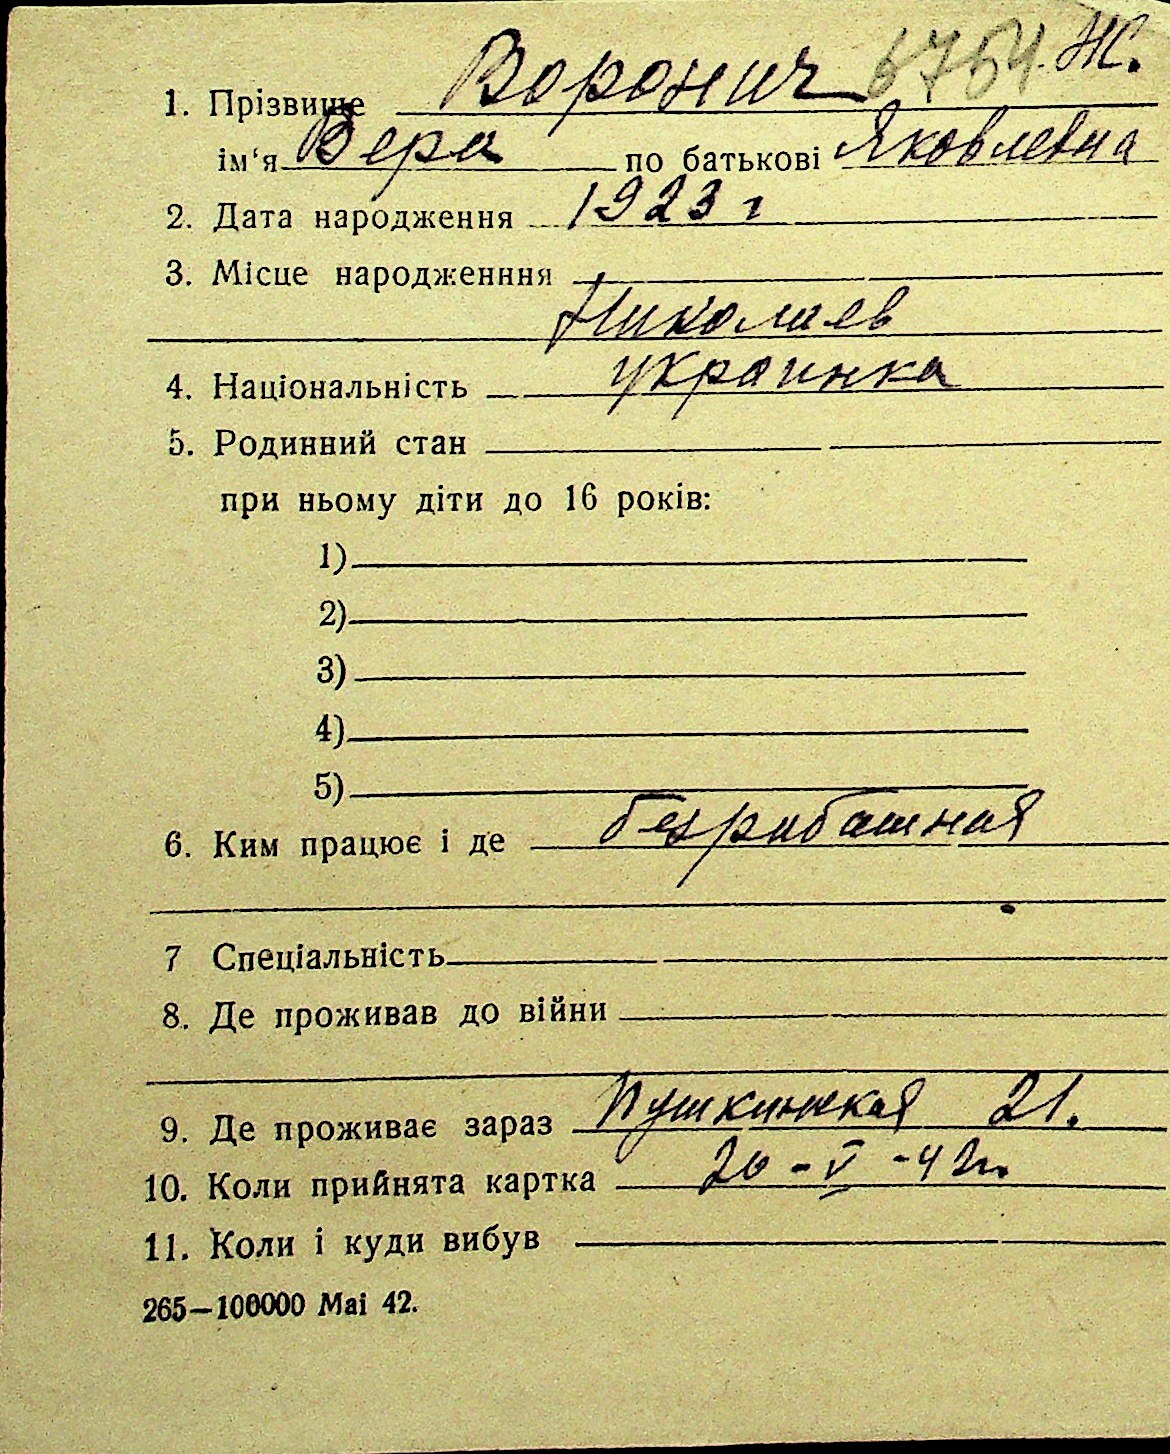 6754. Ж.
1. Прізвище Воронич
ім‘я Вера по батькові Яковлевна
2. Дата народження 1923 г
3. Місце народженння
Николаев
4. Національність украинка
5. Родинний стан
при ньому діти до 16 років:
1)
2)
3)
4)
5)
6. Ким працює і де безработная
7 Спеціальність
8. Де проживав до війни
9. Де проживає зараз Пушкинская 21.
10. Коли прийнята картка 20-V-42г.
11. Коли і куди вибув
265—100000 Маі 42.